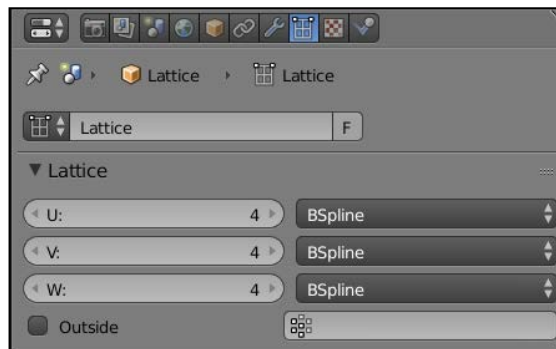 Lattice Lattice
Lattice F
Lattice
U: 4 BSpline
V: 4 BSpline
W: 4 BSpline
Outside